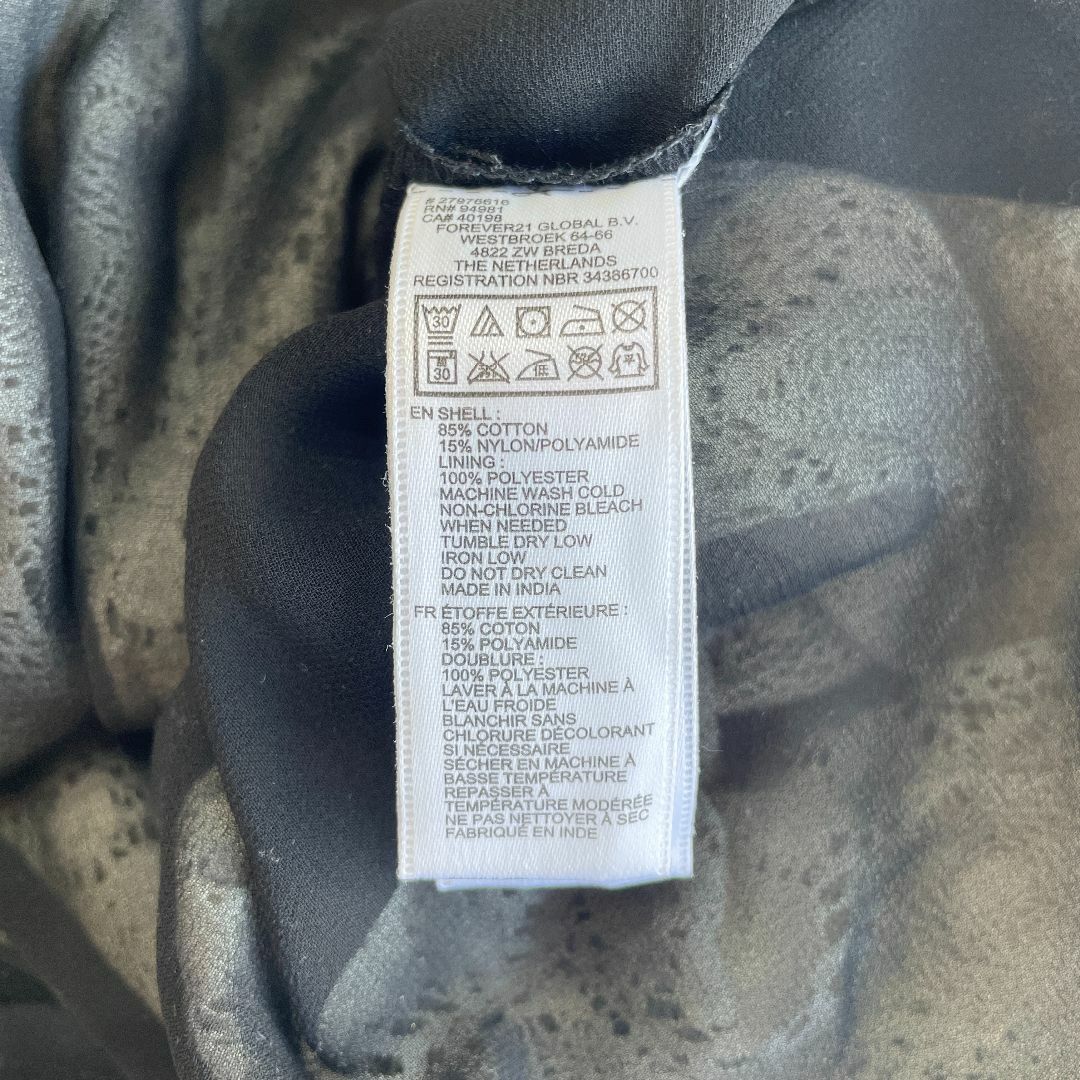 # 27976616
RN# 94981
CA# 40198
FOREVER21 GLOBAL B.V.
WESTBROEK 64-66
4822 ZW BREDA
THE NETHERLANDS
REGISTRATION NBR 34386700
30
30 低 平
EN SHELL :
85% COTTON
15% NYLON/POLYAMIDE
LINING :
100% POLYESTER
MACHINE WASH COLD
NON-CHLORINE BLEACH
WHEN NEEDED
TUMBLE DRY LOW
IRON LOW
DO NOT DRY CLEAN
MADE IN INDIA
FR ÉTOFFE EXTÉRIEURE :
85% COTON
15% POLYAMIDE
DOUBLURE :
100% POLYESTER
LAVER À LA MACHINE À
L'EAU FROIDE
BLANCHIR SANS
CHLORURE DÉCOLORANT
SI NÉCESSAIRE
SÉCHER EN MACHINE À
BASSE TEMPÉRATURE
REPASSER À
TEMPÉRATURE MODÉRÉE
NE PAS NETTOYER À SEC
FABRIQUÉ EN INDE